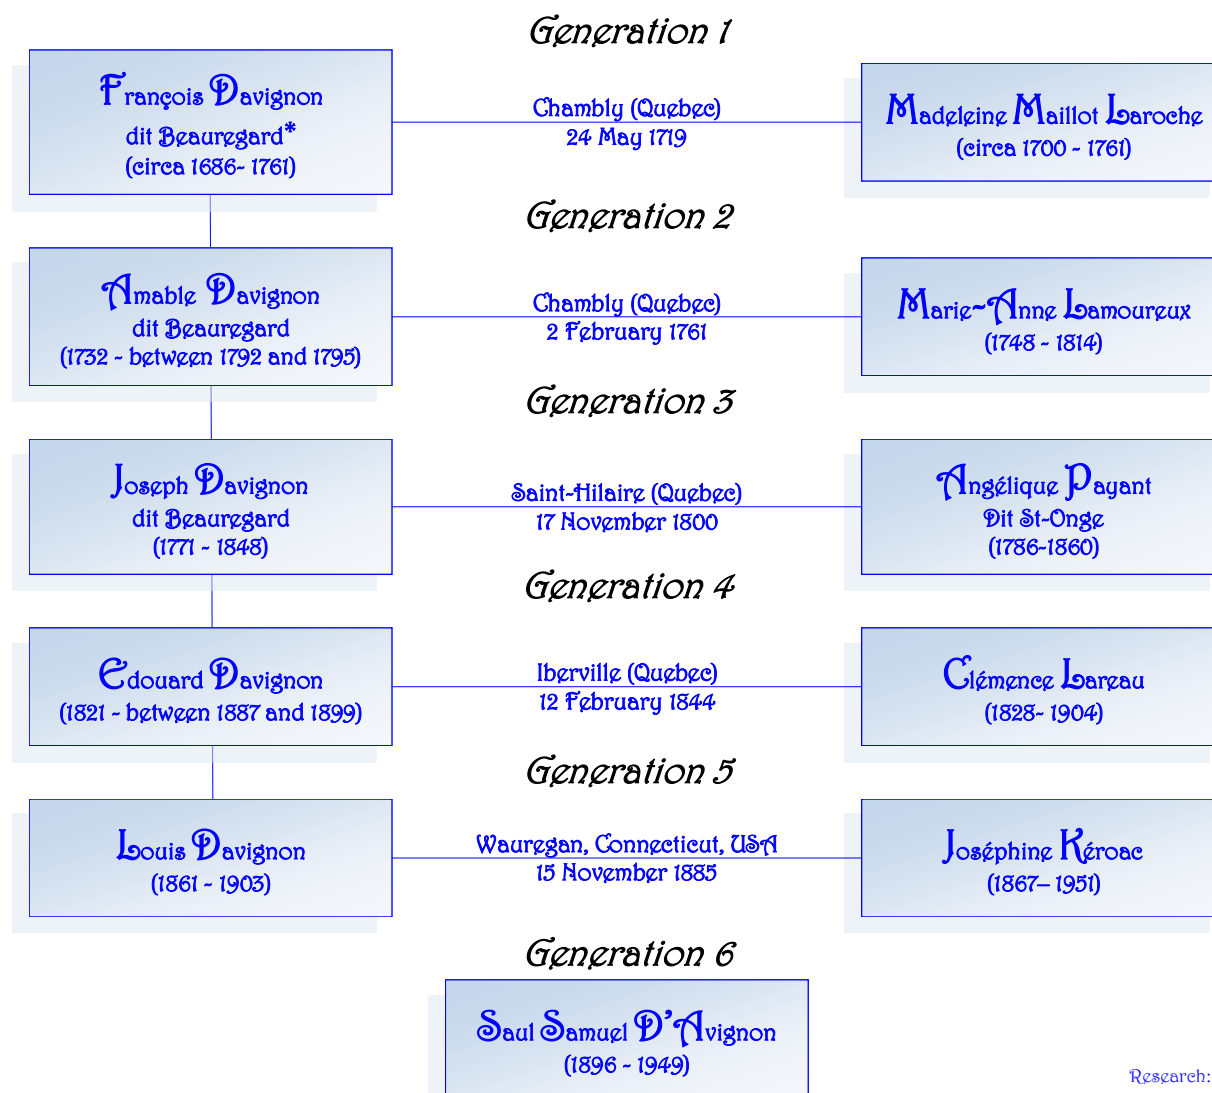 Generation 1
François Davignon
dit Beauregard*
(circa 1686- 1761)
Chambly (Quebec)
24 May 1719
Madeleine Maillot Laroche
(circa 1700 - 1761)
Generation 2
Amable Davignon
dit Beauregard
(1732 - between 1792 and 1795)
Chambly (Quebec)
2 February 1761
Marie-Anne Lamoureux
(1748 - 1814)
Generation 3
Joseph Davignon
dit Beauregard
(1771 - 1848)
Saint-Hilaire (Quebec)
17 November 1800
Angélique Payant
Dit St-Onge
(1786-1860)
Generation 4
Edouard Davignon
(1821 - between 1887 and 1899)
Iberville (Quebec)
12 February 1844
Clémence Lareau
(1828- 1904)
Generation 5
Louis Davignon
(1861 - 1903)
Wauregan, Connecticut, USA
15 November 1885
Joséphine Kéroac
(1867– 1951)
Generation 6
Saul Samuel D'Avignon
(1896 - 1949)
Research: